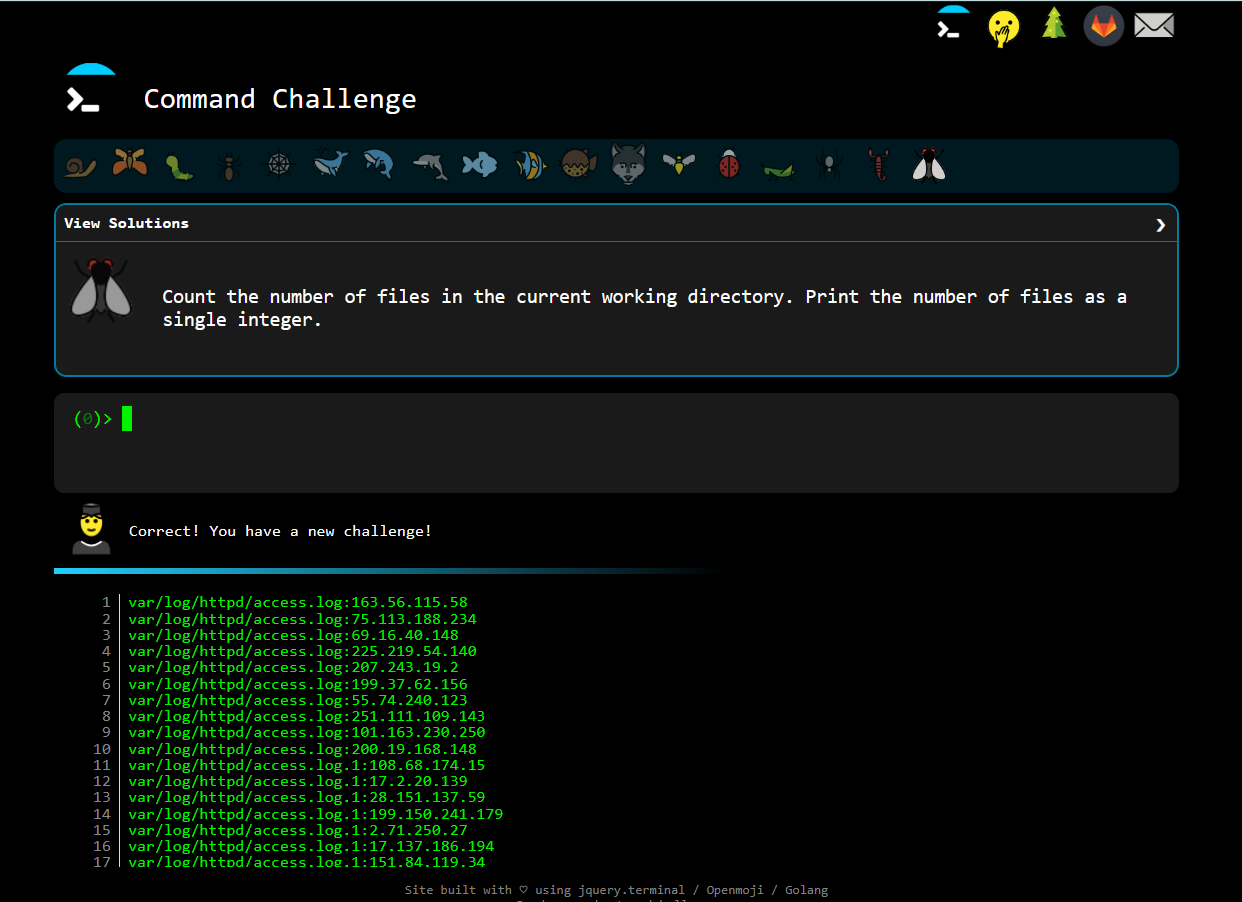 Command Challenge
View Solutions
Count the number of files in the current working directory. Print the number of files as a
single integer.
(0)>
Correct! You have a new challenge!
1 var/log/httpd/access.log:163.56.115.58
2 var/log/httpd/access.log:75.113.188.234
3 var/log/httpd/access.log:69.16.40.148
4 var/log/httpd/access.log:225.219.54.140
5 var/log/httpd/access.log:207.243.19.2
6 var/log/httpd/access.log:199.37.62.156
7 var/log/httpd/access.log:55.74.240.123
8 var/log/httpd/access.log:251.111.109.143
9 var/log/httpd/access.log:101.163.230.250
10 var/log/httpd/access.log:200.19.168.148
11 var/log/httpd/access.log.1:108.68.174.15
12 var/log/httpd/access.log.1:17.2.20.139
13 var/log/httpd/access.log.1:28.151.137.59
14 var/log/httpd/access.log.1:199.150.241.179
15 var/log/httpd/access.log.1:2.71.250.27
16 var/log/httpd/access.log.1:17.137.186.194
17 var/log/httpd/access.log.1:151.84.119.34
Site built with ♡ using jquery.terminal / Openmoji / Golang